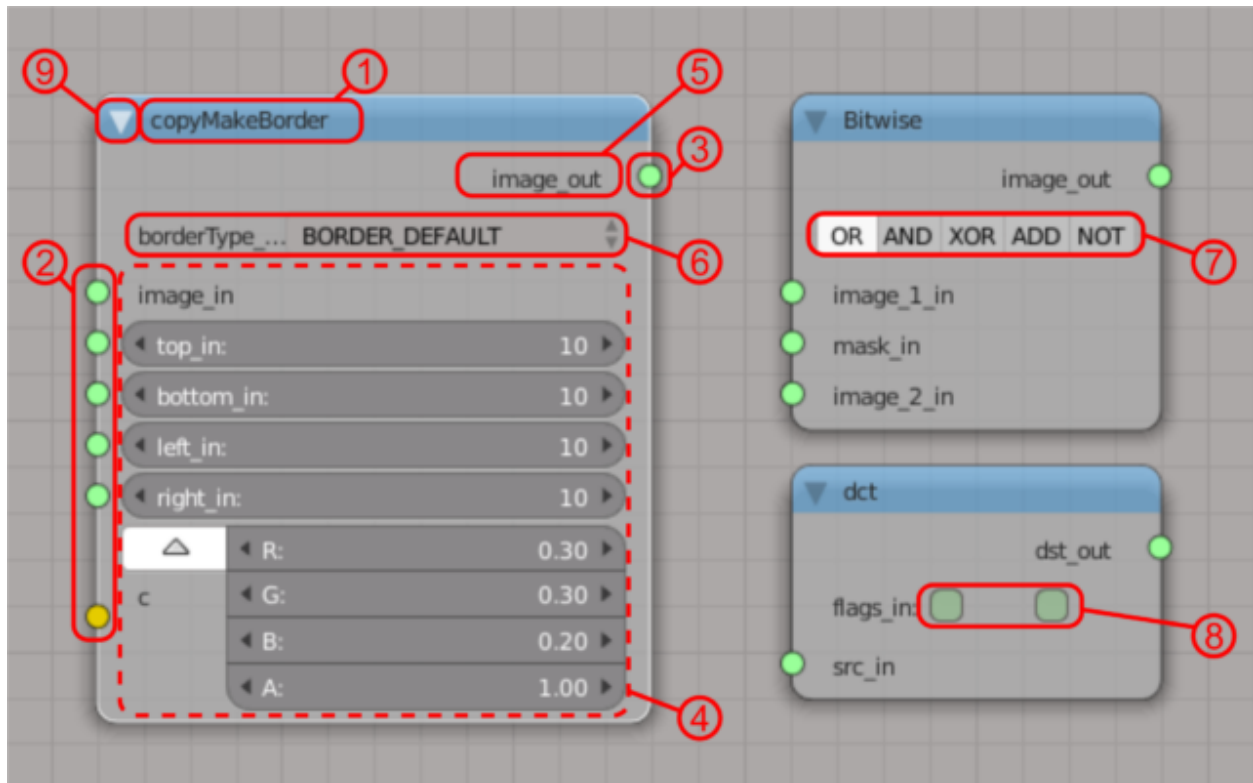 9 1 5
copyMakeBorder
3
image_out
borderType_... BORDER_DEFAULT
6
2
image_in
top_in: 10
bottom_in: 10
left_in: 10
right_in: 10
R: 0.30
c G: 0.30
B: 0.20
A: 1.00
4
Bitwise
image_out
OR AND XOR ADD NOT
7
image_1_in
mask_in
image_2_in
dct
dst_out
flags_in:
8
src_in